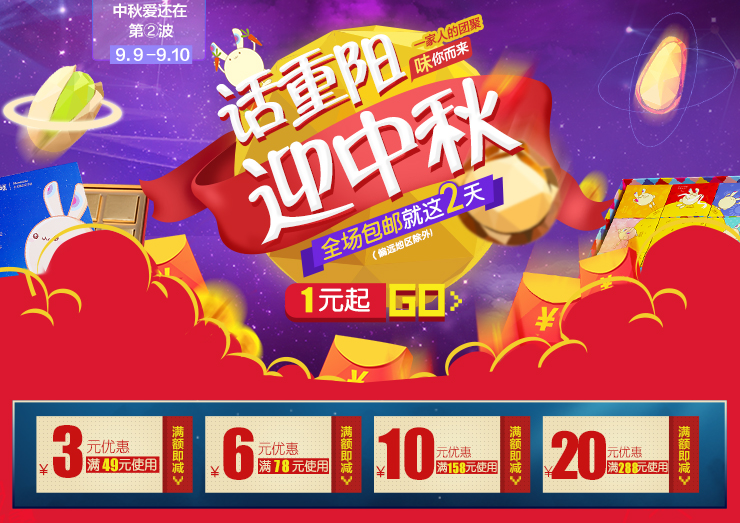 中秋爱还在
第②波
9.9-9.10
一家人的团聚
味你而来
话重阳
迎中秋
全场包邮就这2天
（偏远地区除外）
1元起 GO>
¥3元优惠
满49元使用
满额即减
¥6元优惠
满78元使用
满额即减
¥10元优惠
满158元使用
满额即减
¥20元优惠
满288元使用
满额即减